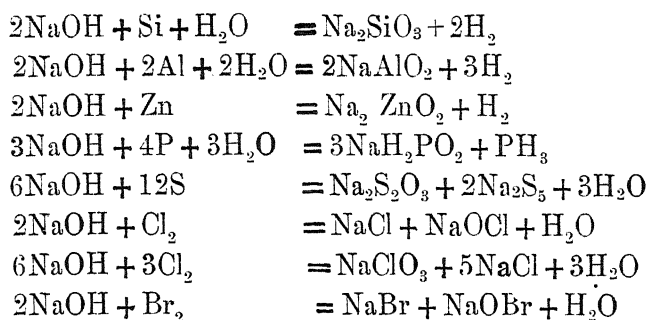 2NaOH + Si + H₂O = Na₂SiO₃ + 2H₂
2NaOH + 2Al + 2H₂O = 2NaAlO₂ + 3H₂
2NaOH + Zn = Na₂ ZnO₂ + H₂
3NaOH + 4P + 3H₂O = 3NaH₂PO₂ + PH₃
6NaOH + 12S = Na₂S₂O₃ + 2Na₂S₅ + 3H₂O
2NaOH + Cl₂ = NaCl + NaOCl + H₂O
6NaOH + 3Cl₂ = NaClO₃ + 5NaCl + 3H₂O
2NaOH + Br₂ = NaBr + NaOBr + H₂O